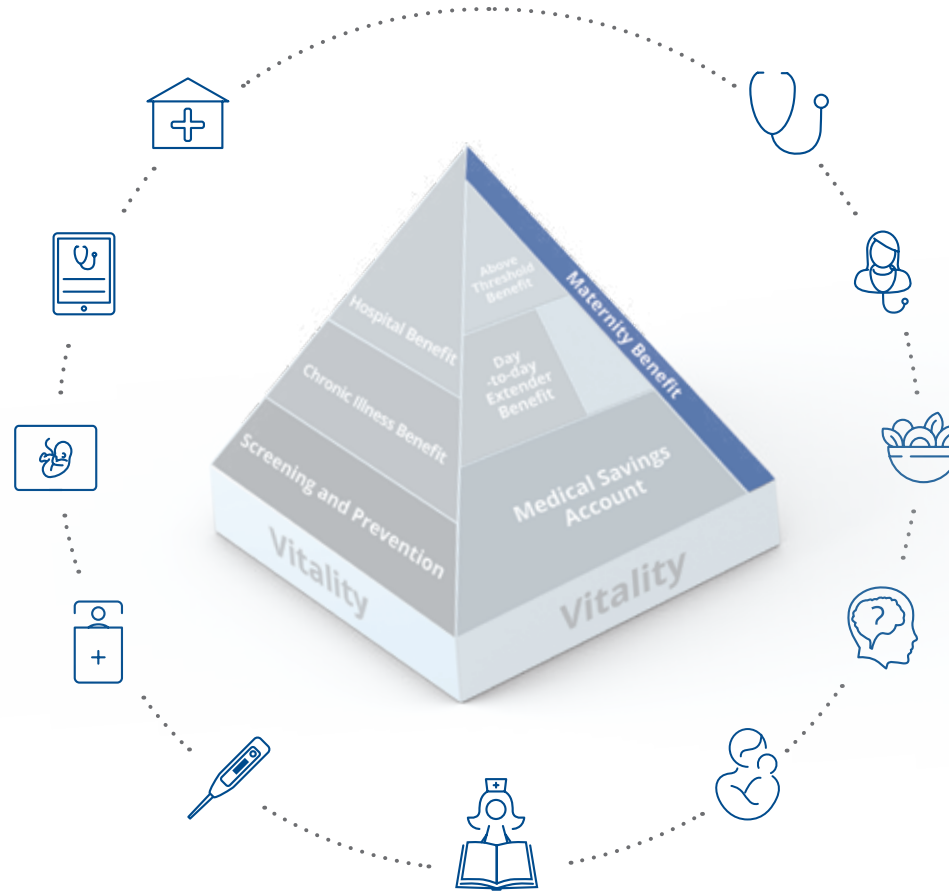 Hospital Benefit
Chronic Illness Benefit
Screening and Prevention
Vitality
Above
Threshold
Benefit
Maternity Benefit
Day
-to-day
Extender
Benefit
Medical Savings
Account
Vitality
?